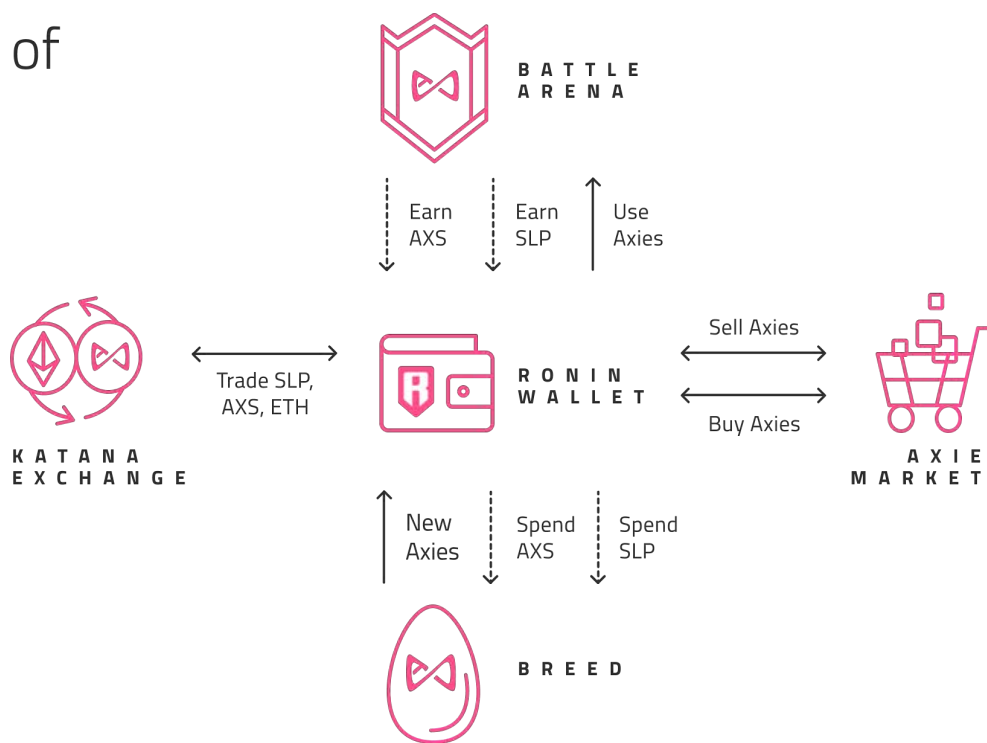 of
BATTLE
ARENA
Earn
AXS
Earn
SLP
Use
Axies
Trade SLP,
AXS, ETH
KATANA
EXCHANGE
R
RONIN
WALLET
Sell Axies
Buy Axies
AXIE
MARKET
New
Axies
Spend
AXS
Spend
SLP
BREED